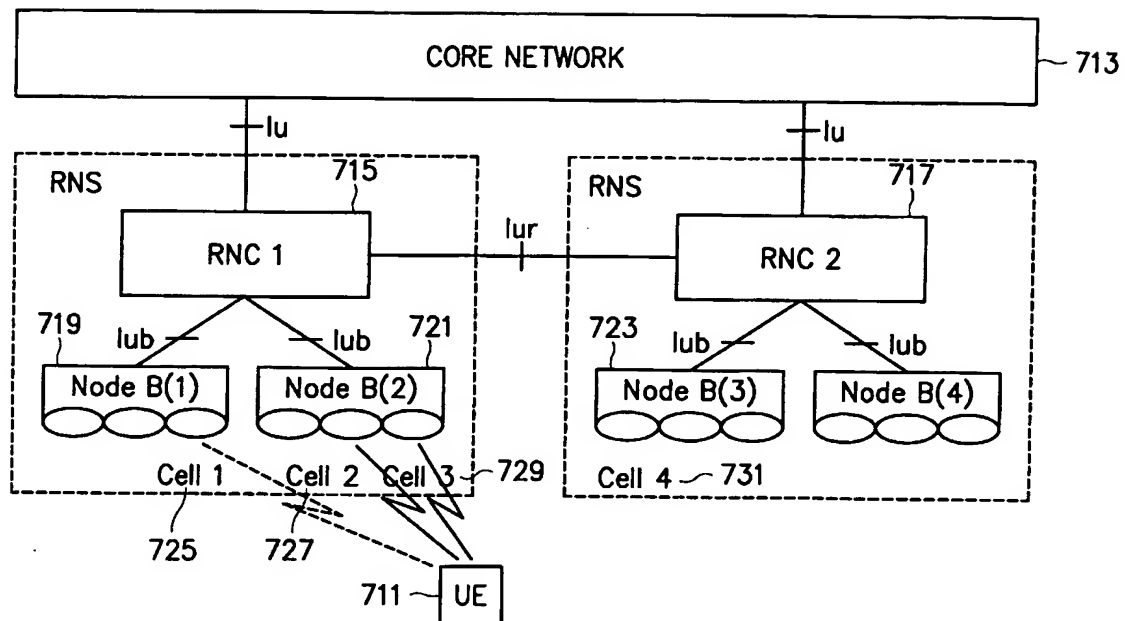 CORE NETWORK
713
Iu
Iu
RNS
715
RNS
717
RNC 1
Iur
RNC 2
719
Iub
Iub
721
723
Iub
Iub
Node B(1)
Node B(2)
Node B(3)
Node B(4)
Cell 1
Cell 2
Cell 3
729
Cell 4
731
725
727
711
UE